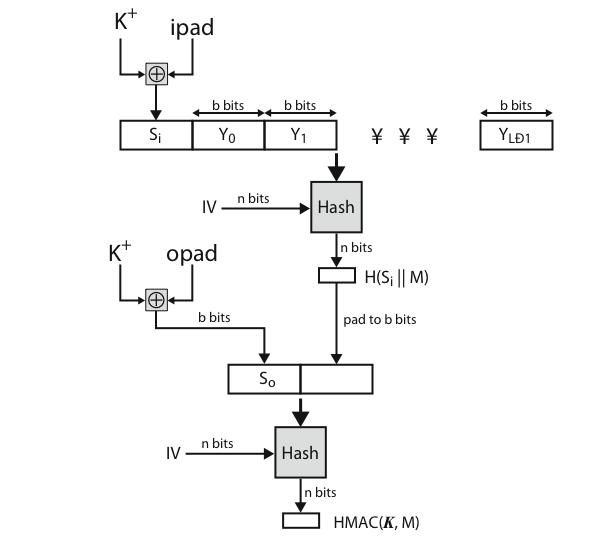 K⁺ ipad
b bits b bits b bits
Sᵢ Y₀ Y₁ ¥ ¥ ¥ Y_LÐ1
IV n bits Hash
n bits
K⁺ opad H(Sᵢ || M)
b bits pad to b bits
Sₒ
IV n bits Hash
n bits
HMAC(K, M)